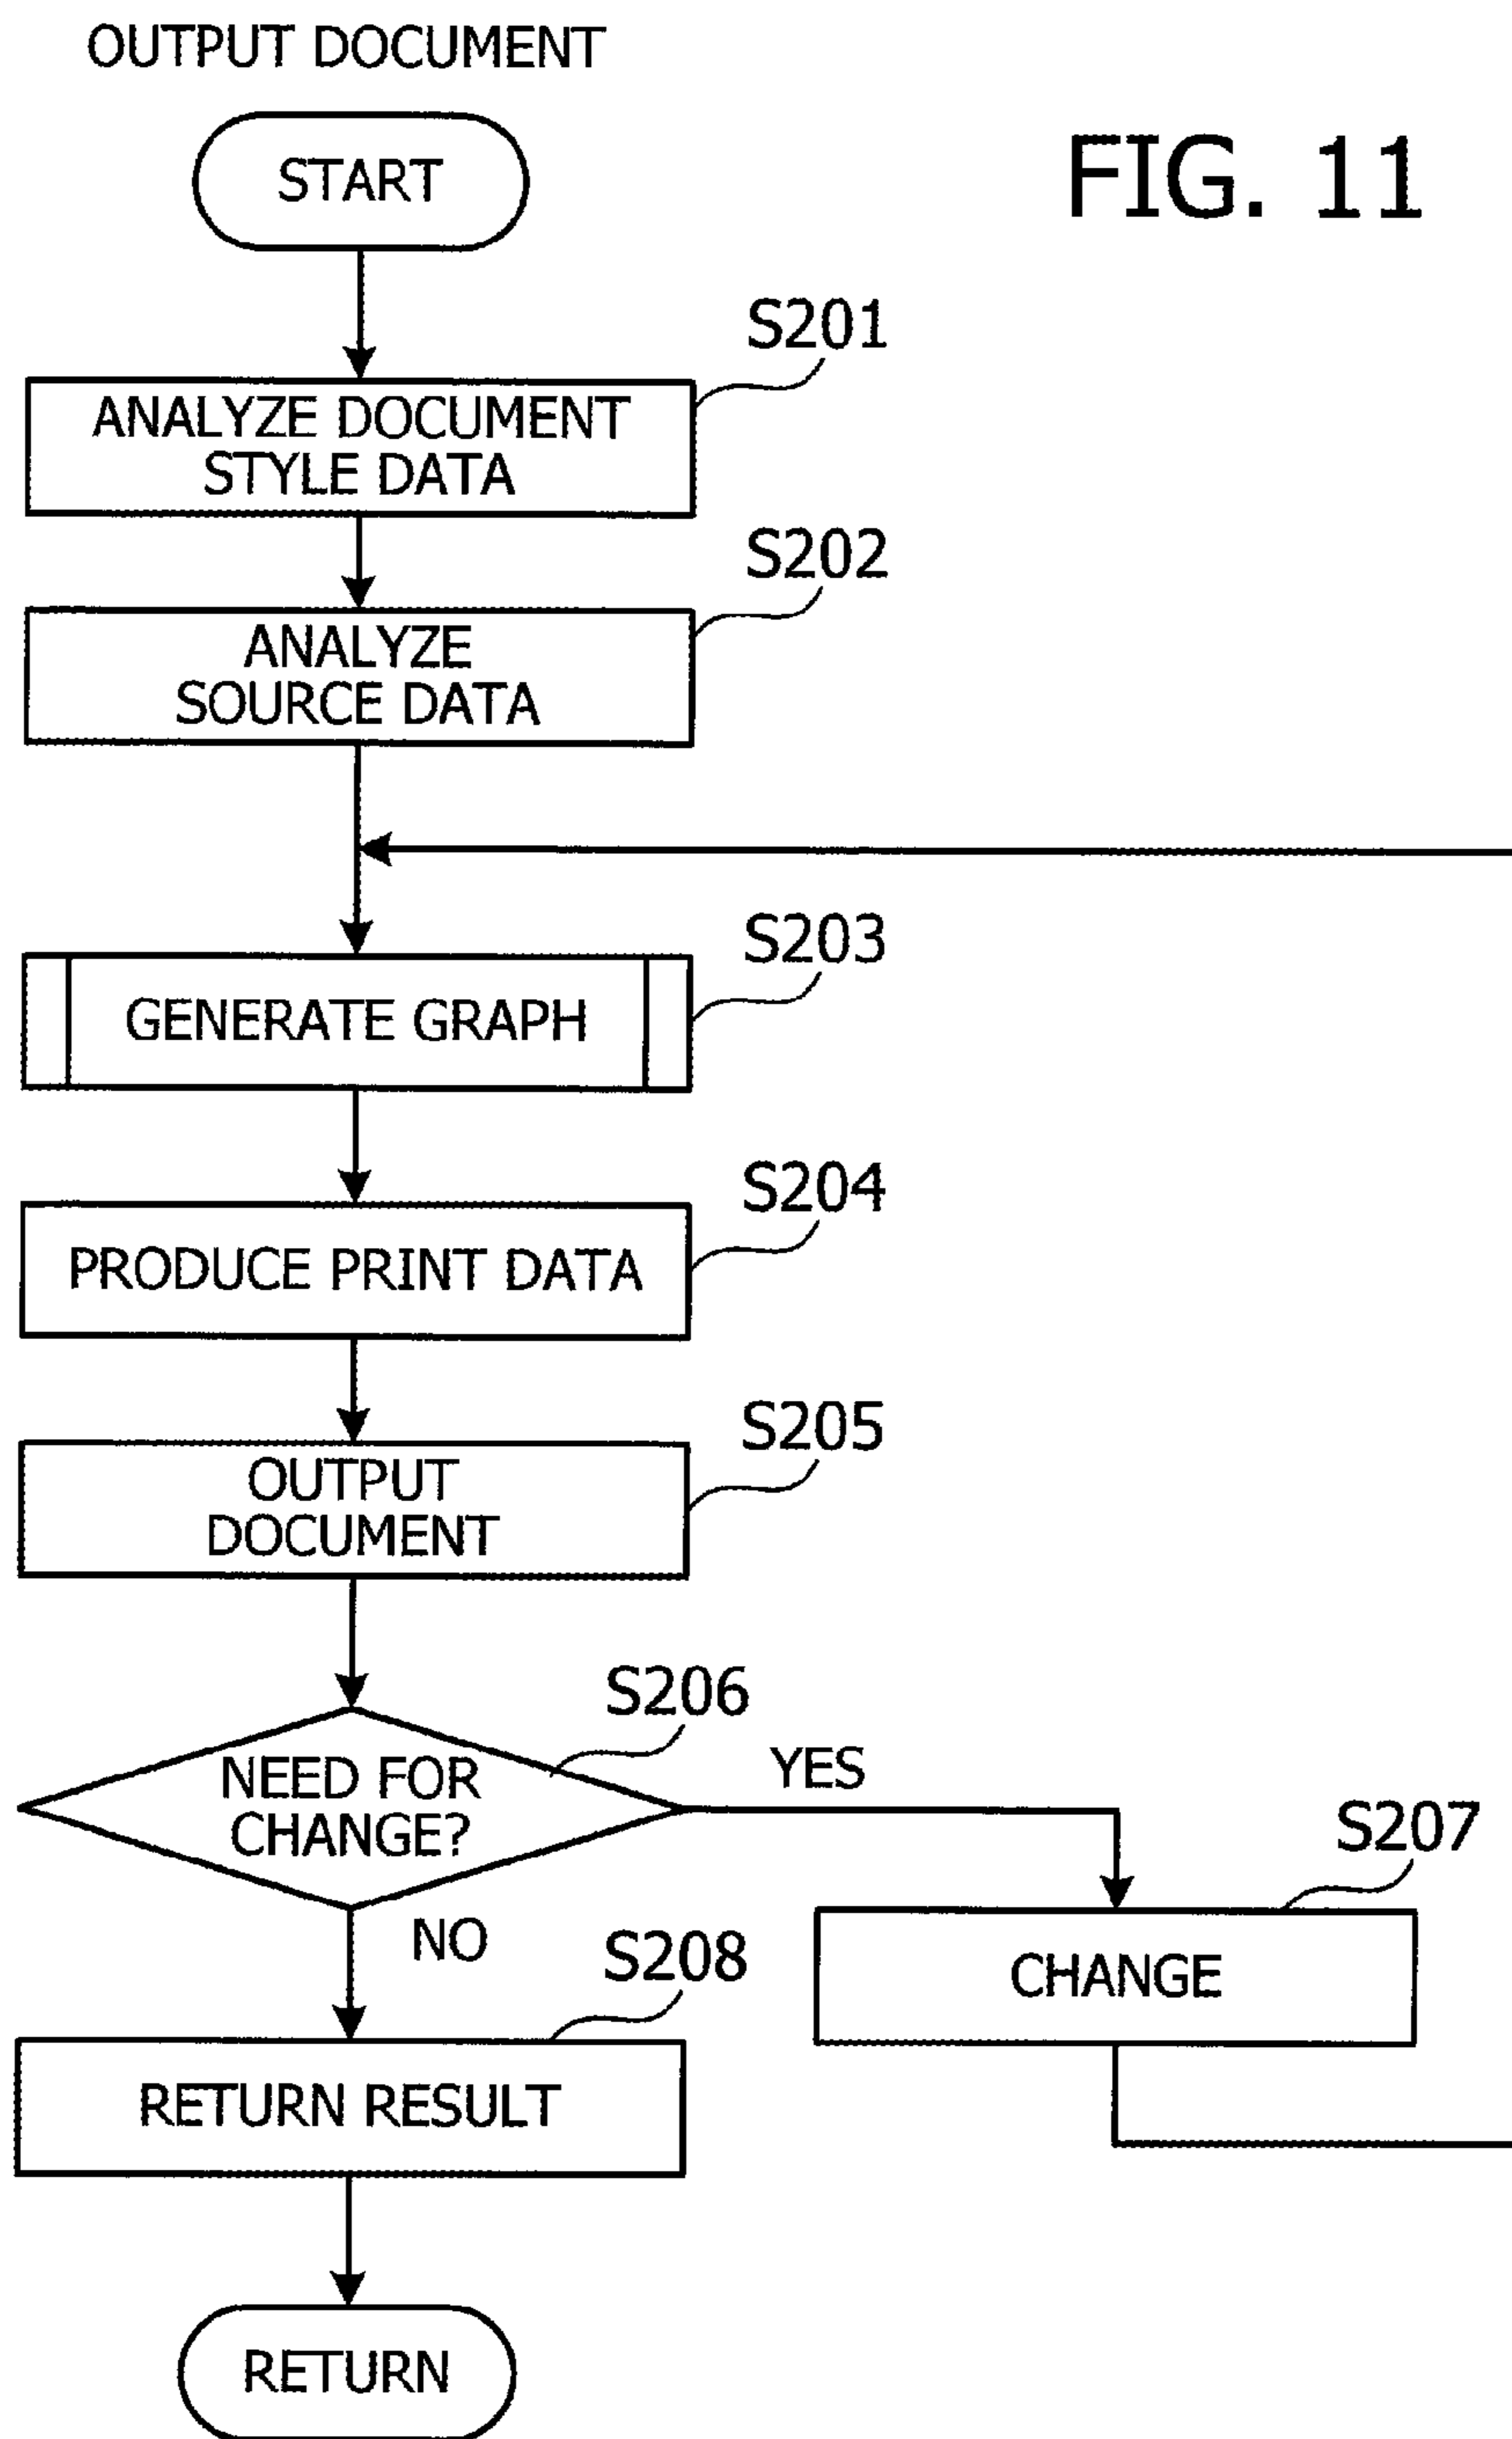 OUTPUT DOCUMENT
START
FIG. 11
S201
ANALYZE DOCUMENT
STYLE DATA
S202
ANALYZE
SOURCE DATA
S203
GENERATE GRAPH
S204
PRODUCE PRINT DATA
S205
OUTPUT
DOCUMENT
S206
NEED FOR
CHANGE?
YES
S207
CHANGE
NO
S208
RETURN RESULT
RETURN